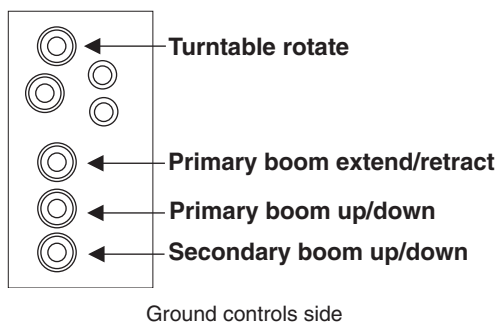 Turntable rotate
Primary boom extend/retract
Primary boom up/down
Secondary boom up/down
Ground controls side